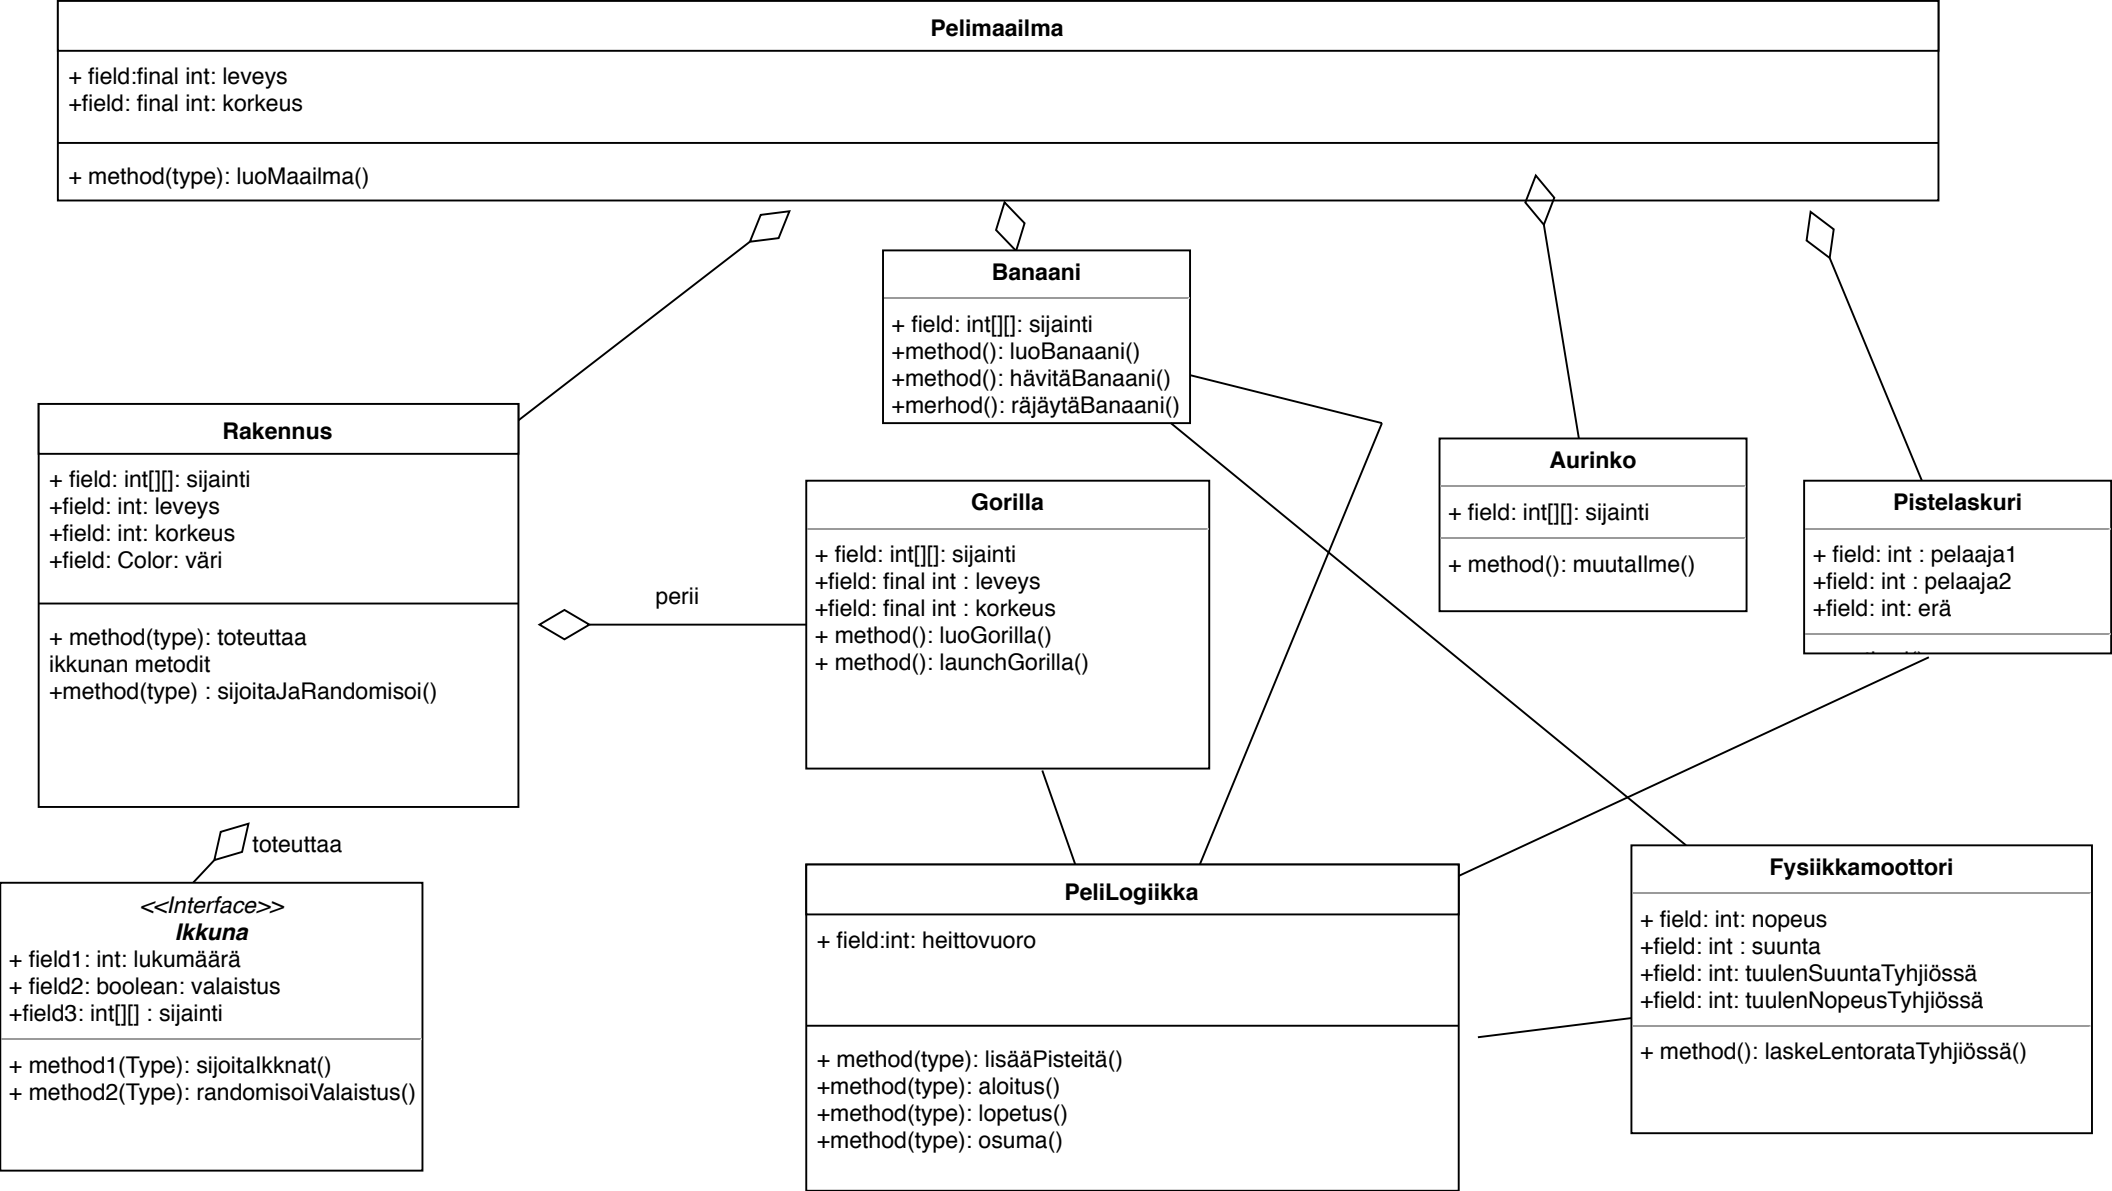 Pelimaailma
+ field:final int: leveys
+field: final int: korkeus
+ method(type): luoMaailma()
Banaani
+ field: int[][]: sijainti
+method(): luoBanaani()
+method(): hävitäBanaani()
+merhod(): räjäytäBanaani()
Rakennus
+ field: int[][]: sijainti
+field: int: leveys
+field: int: korkeus
+field: Color: väri
+ method(type): toteuttaa
ikkunan metodit
+method(type) : sijoitaJaRandomisoi()
perii
Gorilla
+ field: int[][]: sijainti
+field: final int : leveys
+field: final int : korkeus
+ method(): luoGorilla()
+ method(): launchGorilla()
Aurinko
+ field: int[][]: sijainti
+ method(): muutaIlme()
Pistelaskuri
+ field: int : pelaaja1
+field: int : pelaaja2
+field: int: erä
toteuttaa
<<Interface>>
Ikkuna
+ field1: int: lukumäärä
+ field2: boolean: valaistus
+field3: int[][] : sijainti
+ method1(Type): sijoitaIkknat()
+ method2(Type): randomisoiValaistus()
PeliLogiikka
+ field:int: heittovuoro
+ method(type): lisääPisteitä()
+method(type): aloitus()
+method(type): lopetus()
+method(type): osuma()
Fysiikkamoottori
+ field: int: nopeus
+field: int : suunta
+field: int: tuulenSuuntaTyhjiössä
+field: int: tuulenNopeusTyhjiössä
+ method(): laskeLentorataTyhjiössä()